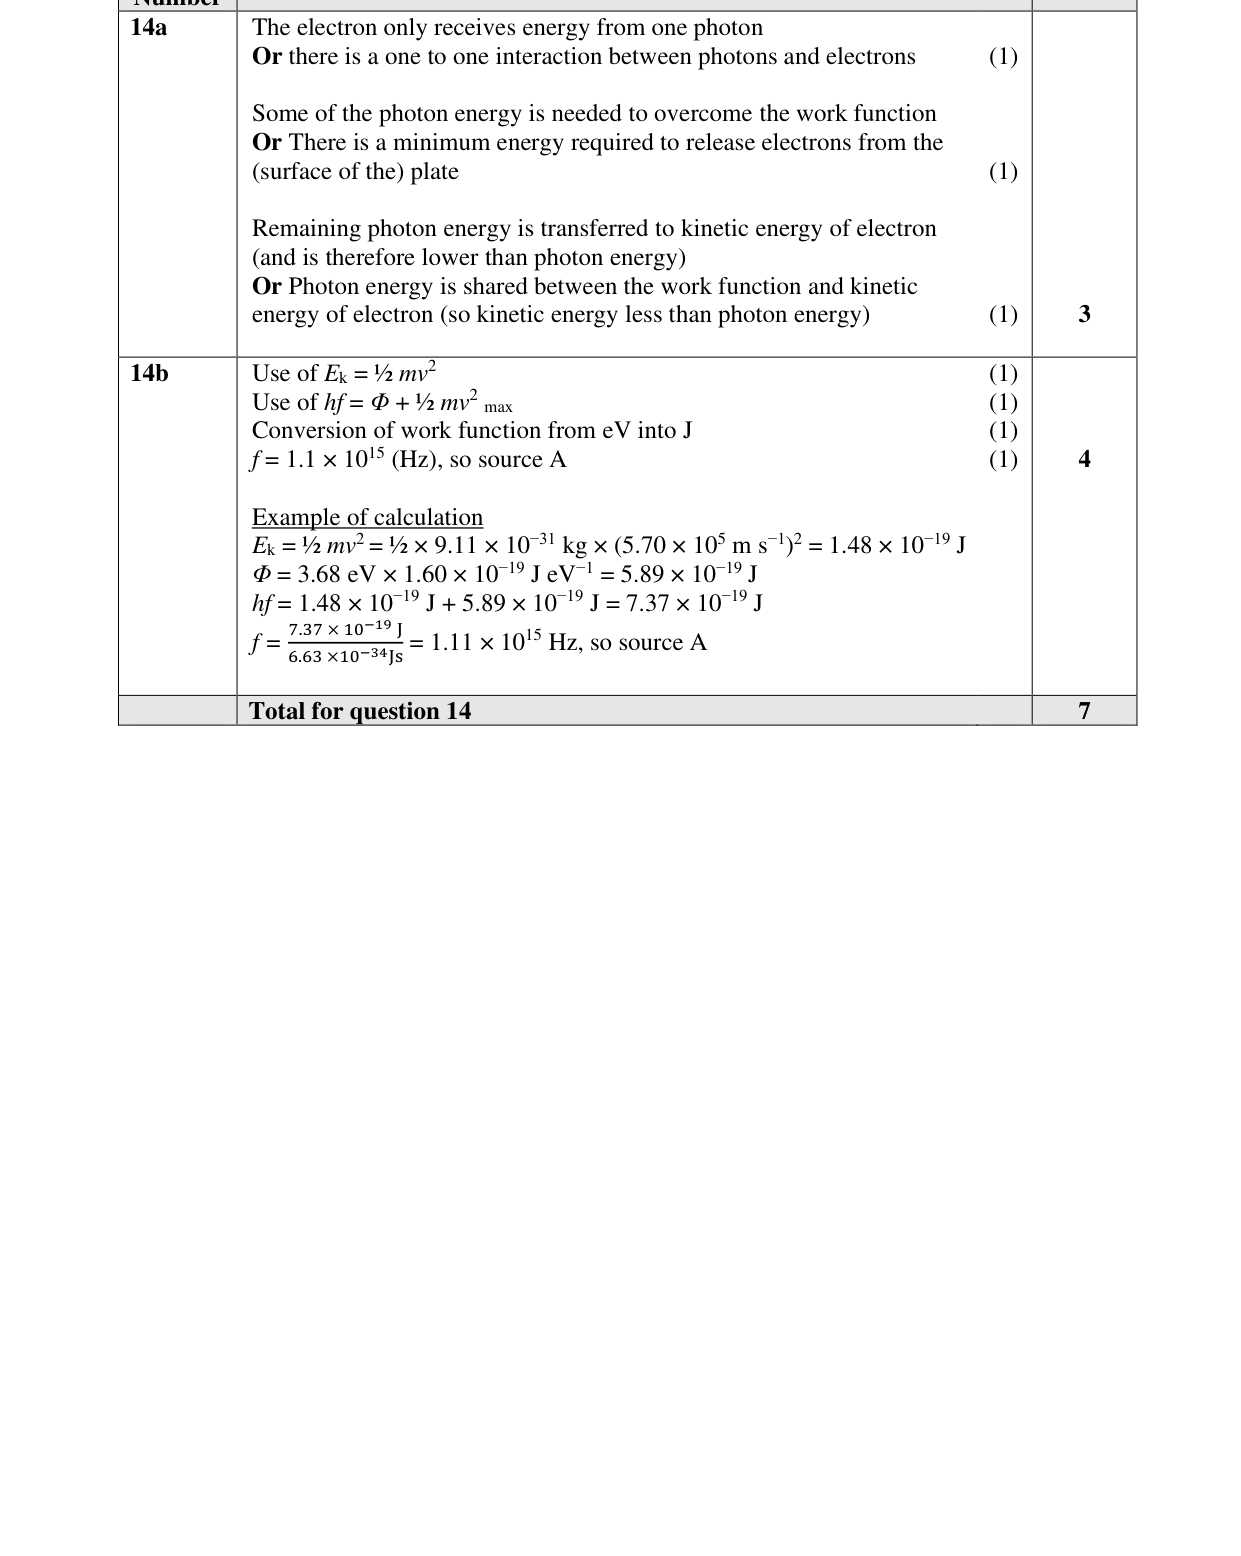 Number
14a The electron only receives energy from one photon
Or there is a one to one interaction between photons and electrons (1)
Some of the photon energy is needed to overcome the work function
Or There is a minimum energy required to release electrons from the
(surface of the) plate (1)
Remaining photon energy is transferred to kinetic energy of electron
(and is therefore lower than photon energy)
Or Photon energy is shared between the work function and kinetic
energy of electron (so kinetic energy less than photon energy) (1) 3
14b Use of Eₖ = ½ mv² (1)
Use of hf = Φ + ½ mv² max (1)
Conversion of work function from eV into J (1)
f = 1.1 × 10¹⁵ (Hz), so source A (1) 4
Example of calculation
Eₖ = ½ mv² = ½ × 9.11 × 10⁻³¹ kg × (5.70 × 10⁵ m s⁻¹)² = 1.48 × 10⁻¹⁹ J
Φ = 3.68 eV × 1.60 × 10⁻¹⁹ J eV⁻¹ = 5.89 × 10⁻¹⁹ J
hf = 1.48 × 10⁻¹⁹ J + 5.89 × 10⁻¹⁹ J = 7.37 × 10⁻¹⁹ J
f = 7.37 × 10⁻¹⁹ J / 6.63 ×10⁻³⁴Js = 1.11 × 10¹⁵ Hz, so source A
Total for question 14 7